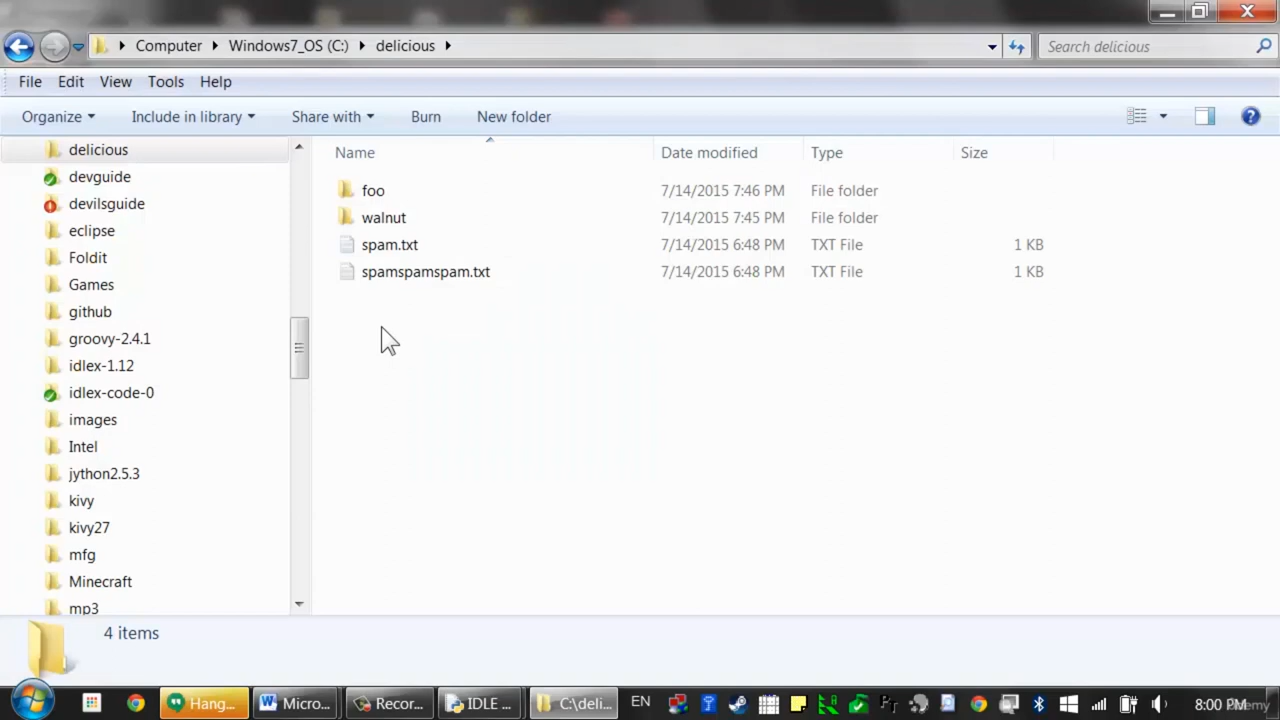 Computer Windows7_OS (C:) delicious
Search delicious
File Edit View Tools Help
Organize Include in library Share with Burn New folder
delicious
devguide
devilsguide
eclipse
Foldit
Games
github
groovy-2.4.1
idlex-1.12
idlex-code-0
images
Intel
jython2.5.3
kivy
kivy27
mfg
Minecraft
mp3
Name Date modified Type Size
foo 7/14/2015 7:46 PM File folder
walnut 7/14/2015 7:45 PM File folder
spam.txt 7/14/2015 6:48 PM TXT File 1 KB
spamspamspam.txt 7/14/2015 6:48 PM TXT File 1 KB
4 items
Hang... Micro... Recor... IDLE ... C:\deli... EN 8:00 PM